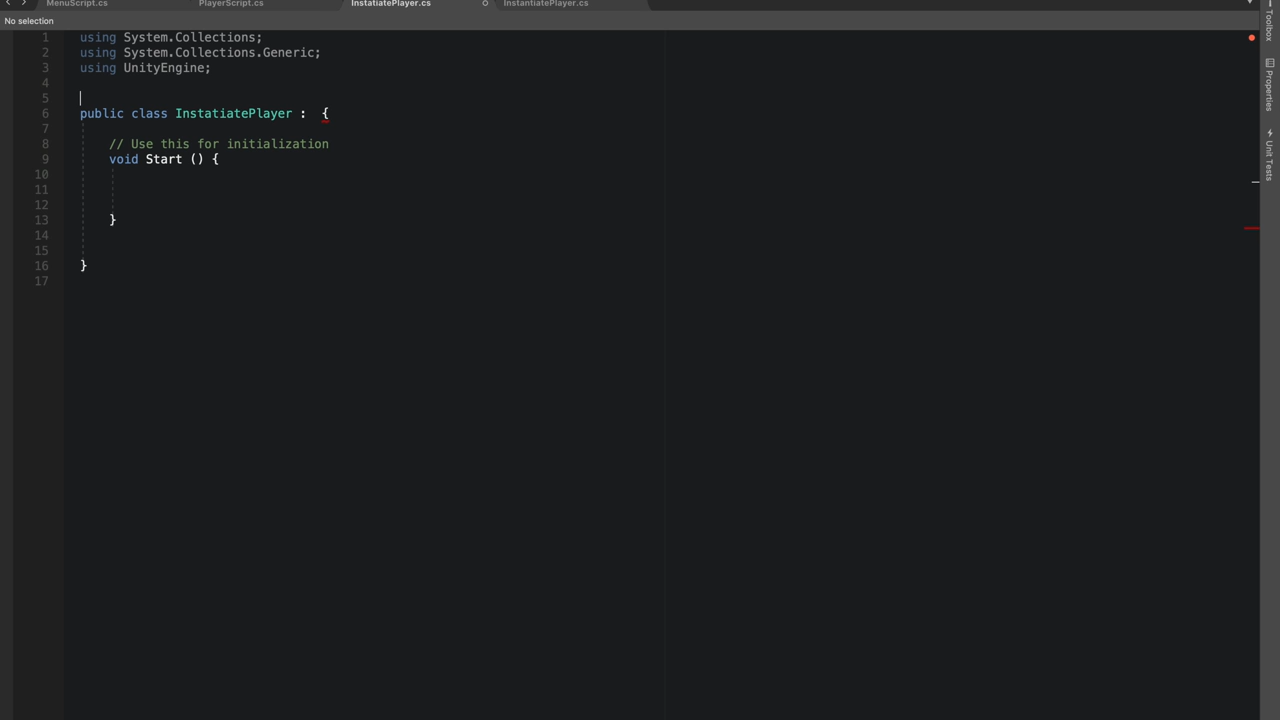 MenuScript.cs PlayerScript.cs InstatiatePlayer.cs InstantiatePlayer.cs
No selection
1 using System.Collections;
2 using System.Collections.Generic;
3 using UnityEngine;
4
5
6 public class InstatiatePlayer :  {
7
8 // Use this for initialization
9 void Start () {
10
11
12
13 }
14
15
16 }
17
Toolbox
Properties
Unit Tests